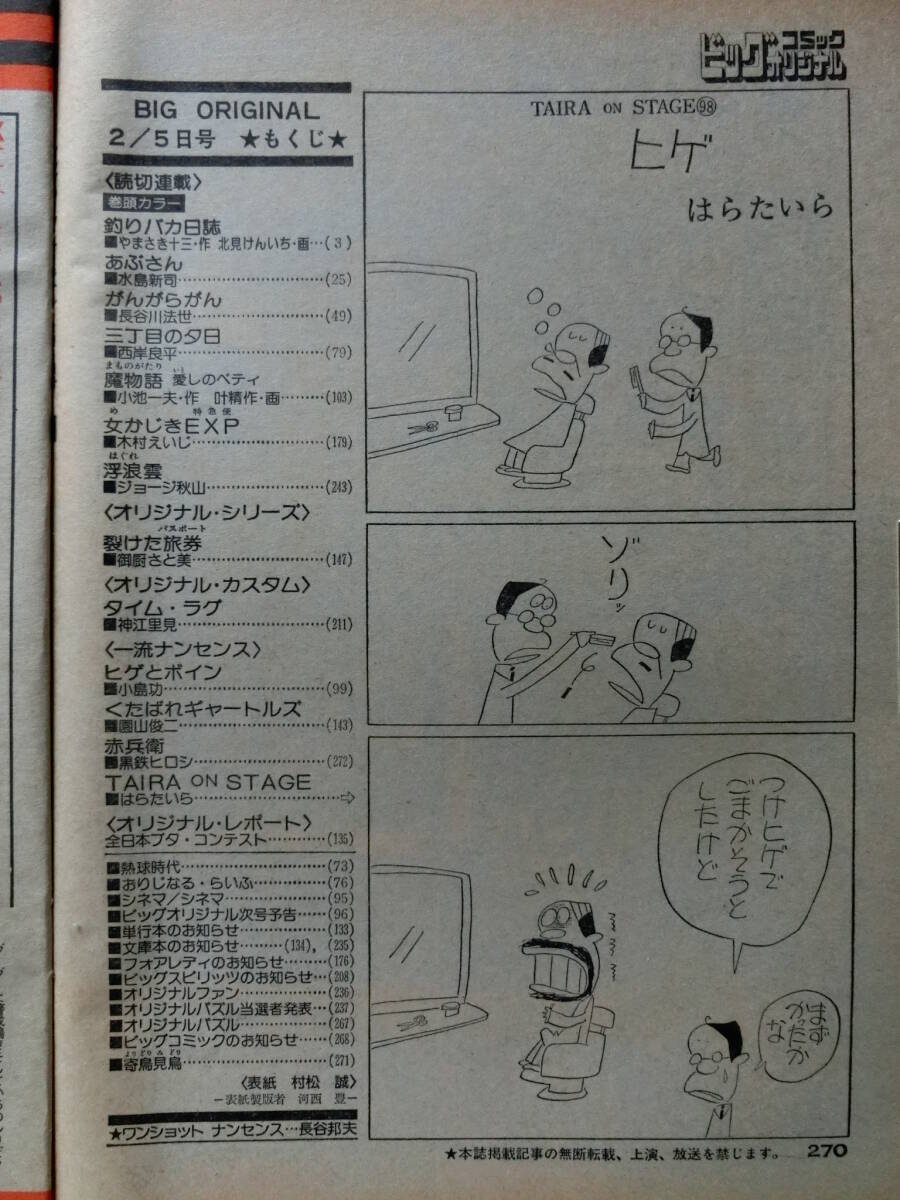 ビッグコミックオリジナル
BIG ORIGINAL
2/5日号 ★もくじ★
〈読切連載〉
巻頭カラー
釣りバカ日誌
■やまさき十三・作 北見けんいち・画…(3)
あぶさん
■水島新司………………(25)
がんがらがん
■長谷川法世……………(49)
三丁目の夕日
■西岸良平………………(79)
まものがたり いと
魔物語 愛しのベティ
■小池一夫・作 叶精作・画………(103)
め 特急便
女かじきEXP
■木村えいじ……………(179)
はぐれ
浮浪雲
■ジョージ秋山…………(243)
〈オリジナル・シリーズ〉
パスポート
裂けた旅券
■御厨さと美……………(147)
〈オリジナル・カスタム〉
タイム・ラグ
■神江里見………………(211)
〈一流ナンセンス〉
ヒゲとボイン
■小島功…………………(99)
くたばれギャートルズ
■園山俊二………………(143)
赤兵衛
■黒鉄ヒロシ……………(272)
TAIRA ON STAGE
■はらたいら……………⇨
〈オリジナル・レポート〉
全日本ブタ・コンテスト…………(135)
■熱球時代………………(73)
■おりじなる・らいふ……(76)
■シネマ/シネマ…………(95)
■ビッグオリジナル次号予告……(96)
■単行本のお知らせ………(133)
■文庫本のお知らせ………(134),(235)
■フォアレディのお知らせ……(176)
■ビッグスピリッツのお知らせ…(208)
■オリジナルファン………(236)
■オリジナルパズル当選者発表…(237)
■オリジナルパズル………(267)
■ビッグコミックのお知らせ……(268)
よりどりみどり
■寄鳥見鳥………………(271)
〈表紙 村松 誠〉
ー表紙製版者 河西 豊ー
★ワンショット ナンセンス…長谷邦夫
TAIRA ON STAGE㊽
ヒゲ
はらたいら
ゾリッ
つけヒゲで
ごまかそうと
したけど
まず
かったか
な
★本誌掲載記事の無断転載、上演、放送を禁じます。 270